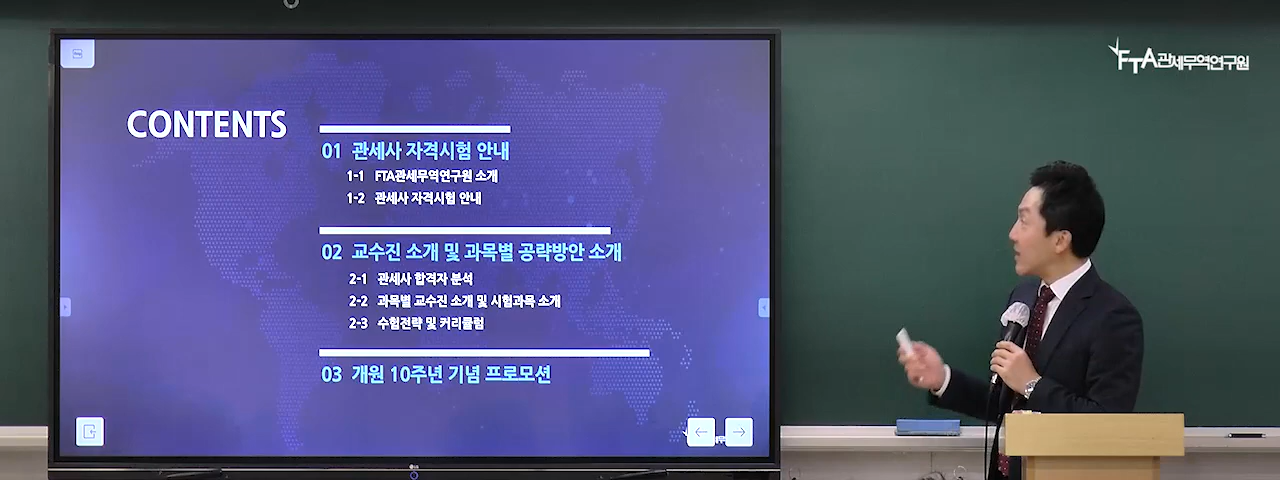 FTA관세무역연구원
CONTENTS
01 관세사 자격시험 안내
1-1 FTA관세무역연구원 소개
1-2 관세사 자격시험 안내
02 교수진 소개 및 과목별 공략방안 소개
2-1 관세사 합격자 분석
2-2 과목별 교수진 소개 및 시험과목 소개
2-3 수험전략 및 커리큘럼
03 개원 10주년 기념 프로모션
LG